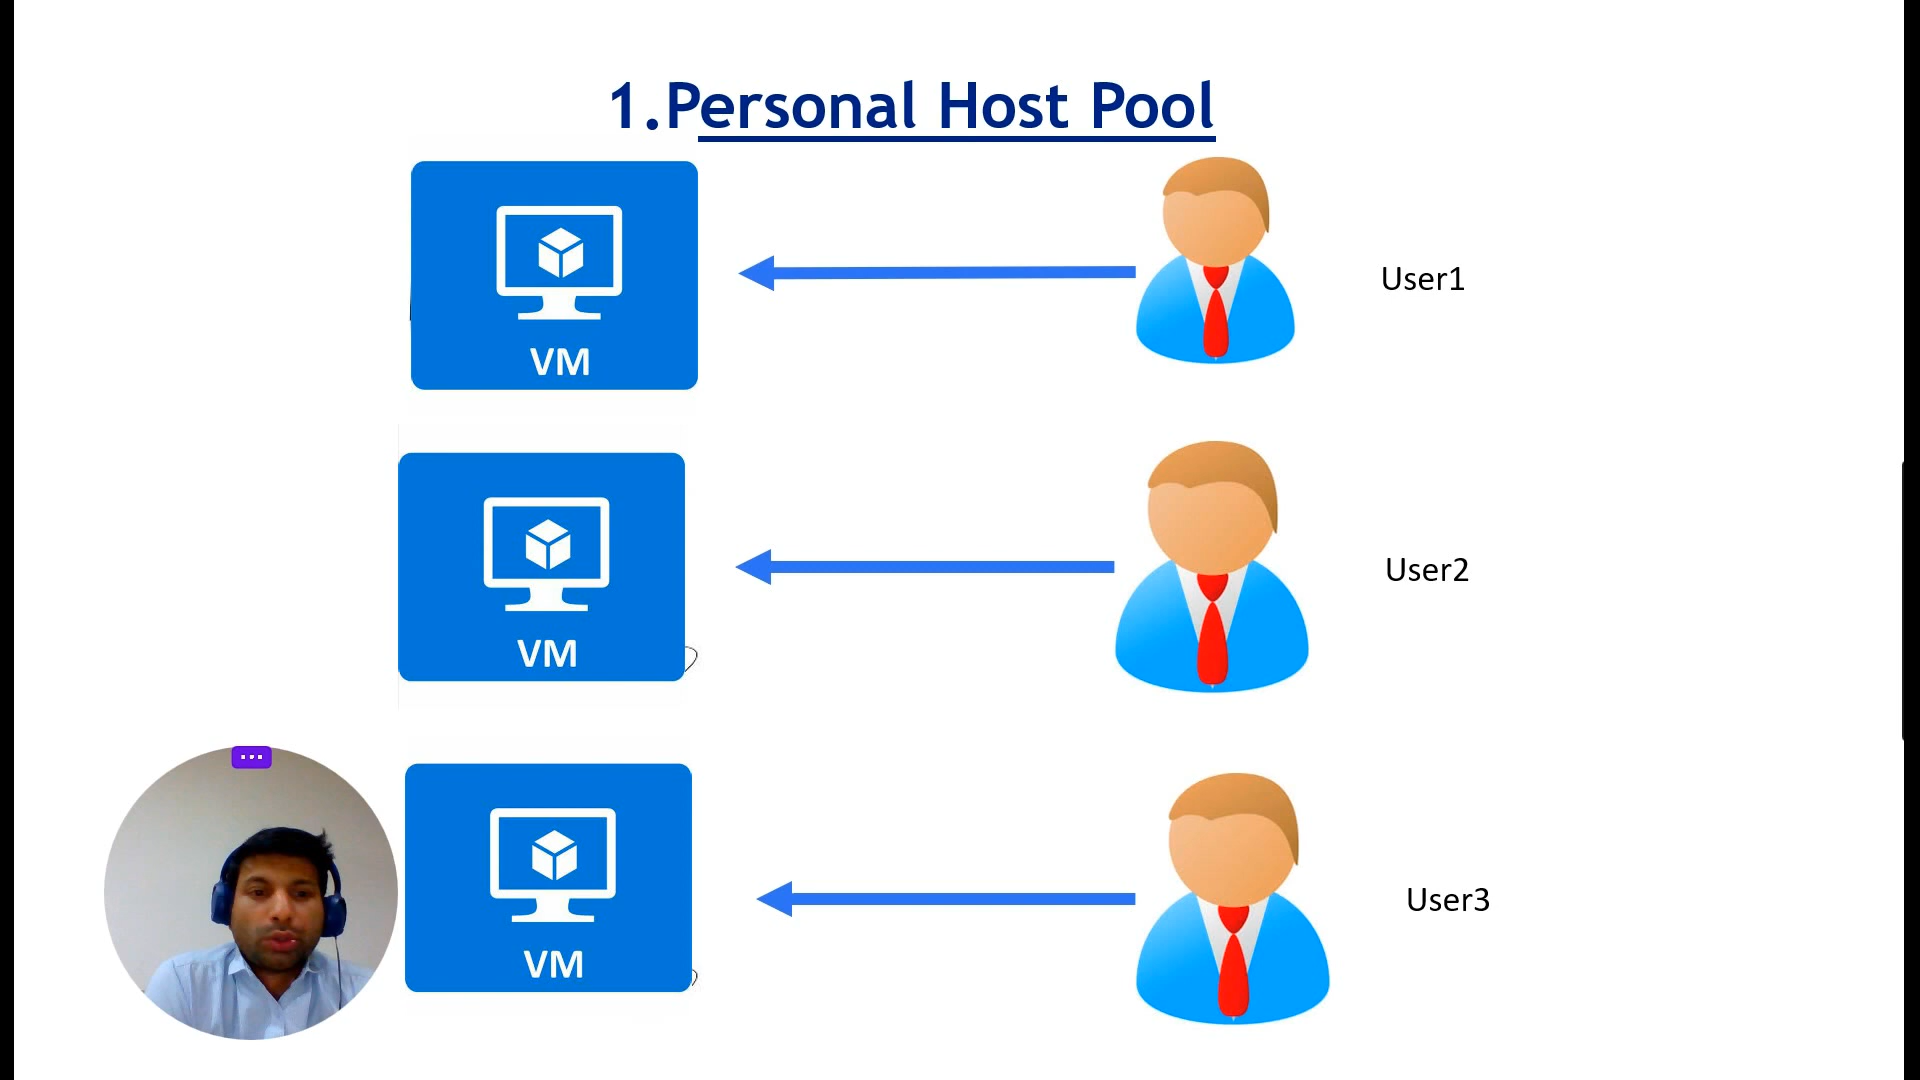 1.Personal Host Pool
VM
User1
VM
User2
VM
User3